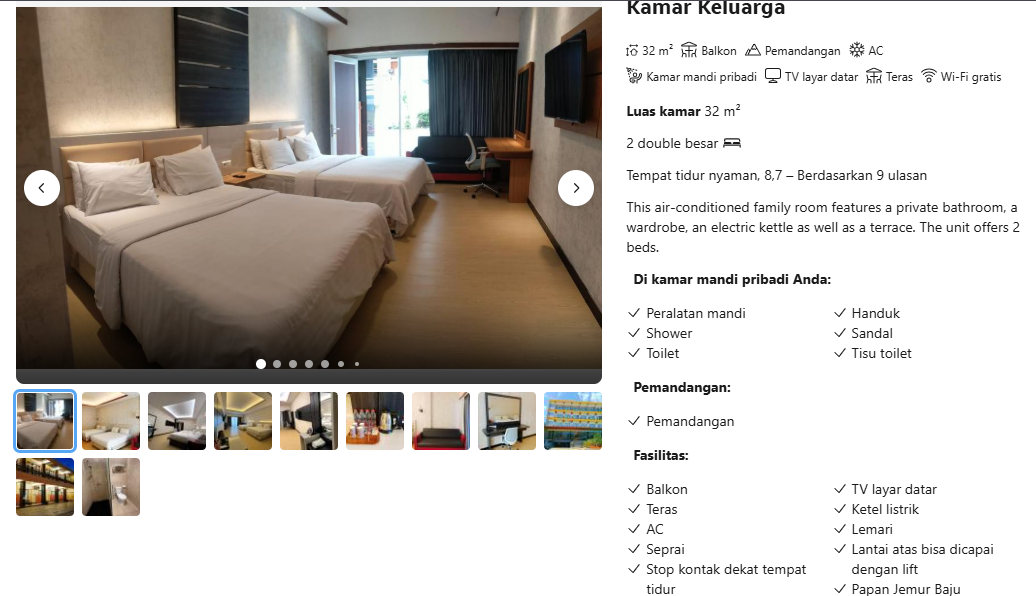 Kamar Keluarga
32 m² Balkon Pemandangan AC
Kamar mandi pribadi TV layar datar Teras Wi-Fi gratis
Luas kamar 32 m²
2 double besar
Tempat tidur nyaman, 8,7 – Berdasarkan 9 ulasan
This air-conditioned family room features a private bathroom, a
wardrobe, an electric kettle as well as a terrace. The unit offers 2
beds.
Di kamar mandi pribadi Anda:
Peralatan mandi
Shower
Toilet
Handuk
Sandal
Tisu toilet
Pemandangan:
Pemandangan
Fasilitas:
Balkon
Teras
AC
Seprai
Stop kontak dekat tempat
tidur
TV layar datar
Ketel listrik
Lemari
Lantai atas bisa dicapai
dengan lift
Papan Jemur Baju